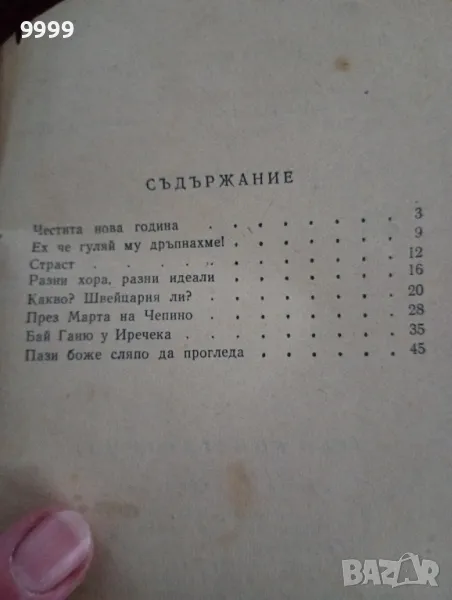 9999
СЪДЪРЖАНИЕ
Честита нова година . . . . . . . 3
Ех че гуляй му дръпнахме! . . . . . . . 9
Страст . . . . . . . . . 12
Разни хора, разни идеали . . . . . . . 16
Какво? Швейцария ли? . . . . . . . 20
През Марта на Чепино . . . . . . . 28
Бай Ганю у Иречека . . . . . . . 35
Пази боже сляпо да прогледа . . . . . . 45
BAZAR